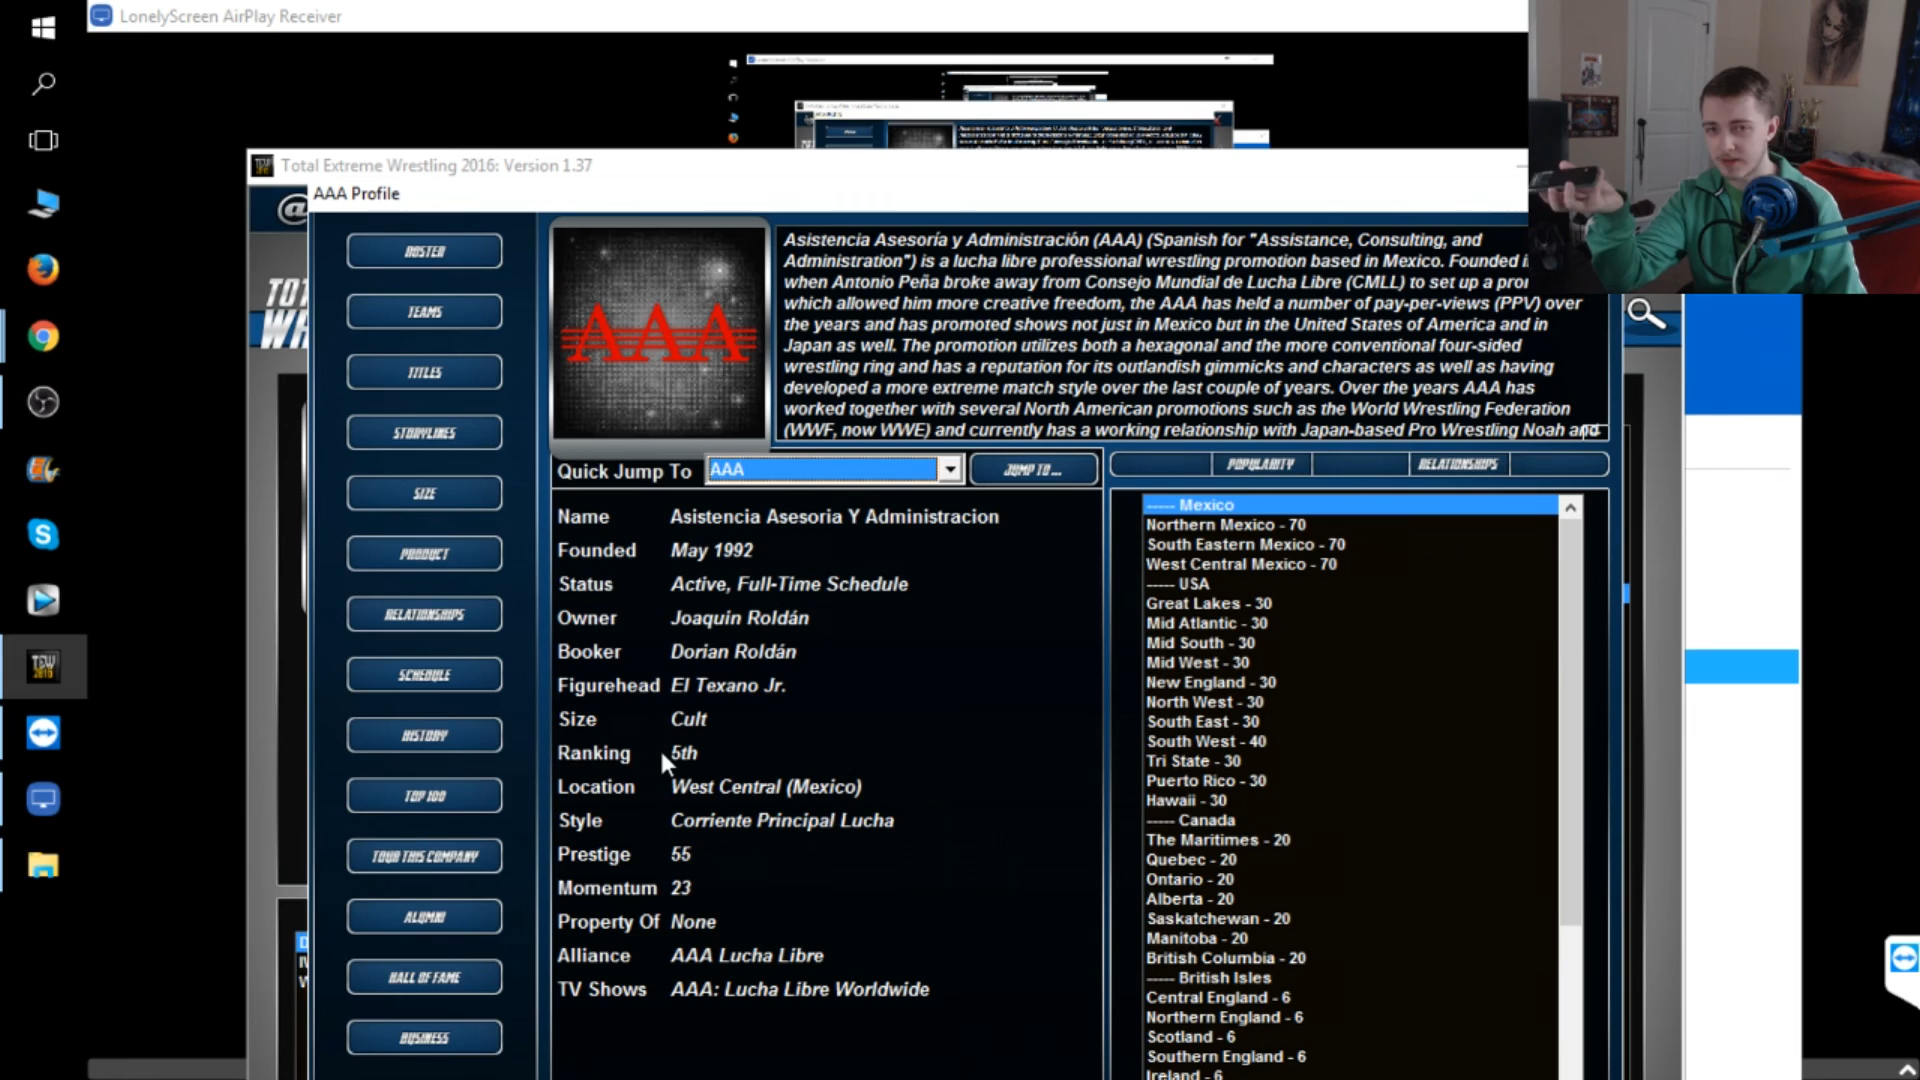 LonelyScreen AirPlay Receiver
Total Extreme Wrestling 2016: Version 1.37
AAA Profile
ROSTER
TEAMS
TITLES
STORYLINES
SIZE
PRODUCT
RELATIONSHIPS
SCHEDULE
HISTORY
TOP 100
TOUR THIS COMPANY
ALUMNI
HALL OF FAME
BUSINESS
AAA
Asistencia Asesoría y Administración (AAA) (Spanish for "Assistance, Consulting, and
Administration") is a lucha libre professional wrestling promotion based in Mexico. Founded
when Antonio Peña broke away from Consejo Mundial de Lucha Libre (CMLL) to set up a
which allowed him more creative freedom, the AAA has held a number of pay-per-views (PPV) over
the years and has promoted shows not just in Mexico but in the United States of America and in
Japan as well. The promotion utilizes both a hexagonal and the more conventional four-sided
wrestling ring and has a reputation for its outlandish gimmicks and characters as well as having
developed a more extreme match style over the last couple of years. Over the years AAA has
worked together with several North American promotions such as the World Wrestling Federation
(WWF, now WWE) and currently has a working relationship with Japan-based Pro Wrestling Noah and
Quick Jump To AAA JUMP TO ...
POPULARITY RELATIONSHIPS
Name Asistencia Asesoria Y Administracion
Founded May 1992
Status Active, Full-Time Schedule
Owner Joaquin Roldán
Booker Dorian Roldán
Figurehead El Texano Jr.
Size Cult
Ranking 5th
Location West Central (Mexico)
Style Corriente Principal Lucha
Prestige 55
Momentum 23
Property Of None
Alliance AAA Lucha Libre
TV Shows AAA: Lucha Libre Worldwide
----- Mexico
Northern Mexico - 70
South Eastern Mexico - 70
West Central Mexico - 70
----- USA
Great Lakes - 30
Mid Atlantic - 30
Mid South - 30
Mid West - 30
New England - 30
North West - 30
South East - 30
South West - 40
Tri State - 30
Puerto Rico - 30
Hawaii - 30
----- Canada
The Maritimes - 20
Quebec - 20
Ontario - 20
Alberta - 20
Saskatchewan - 20
Manitoba - 20
British Columbia - 20
----- British Isles
Central England - 6
Northern England - 6
Scotland - 6
Southern England - 6
Ireland - 6